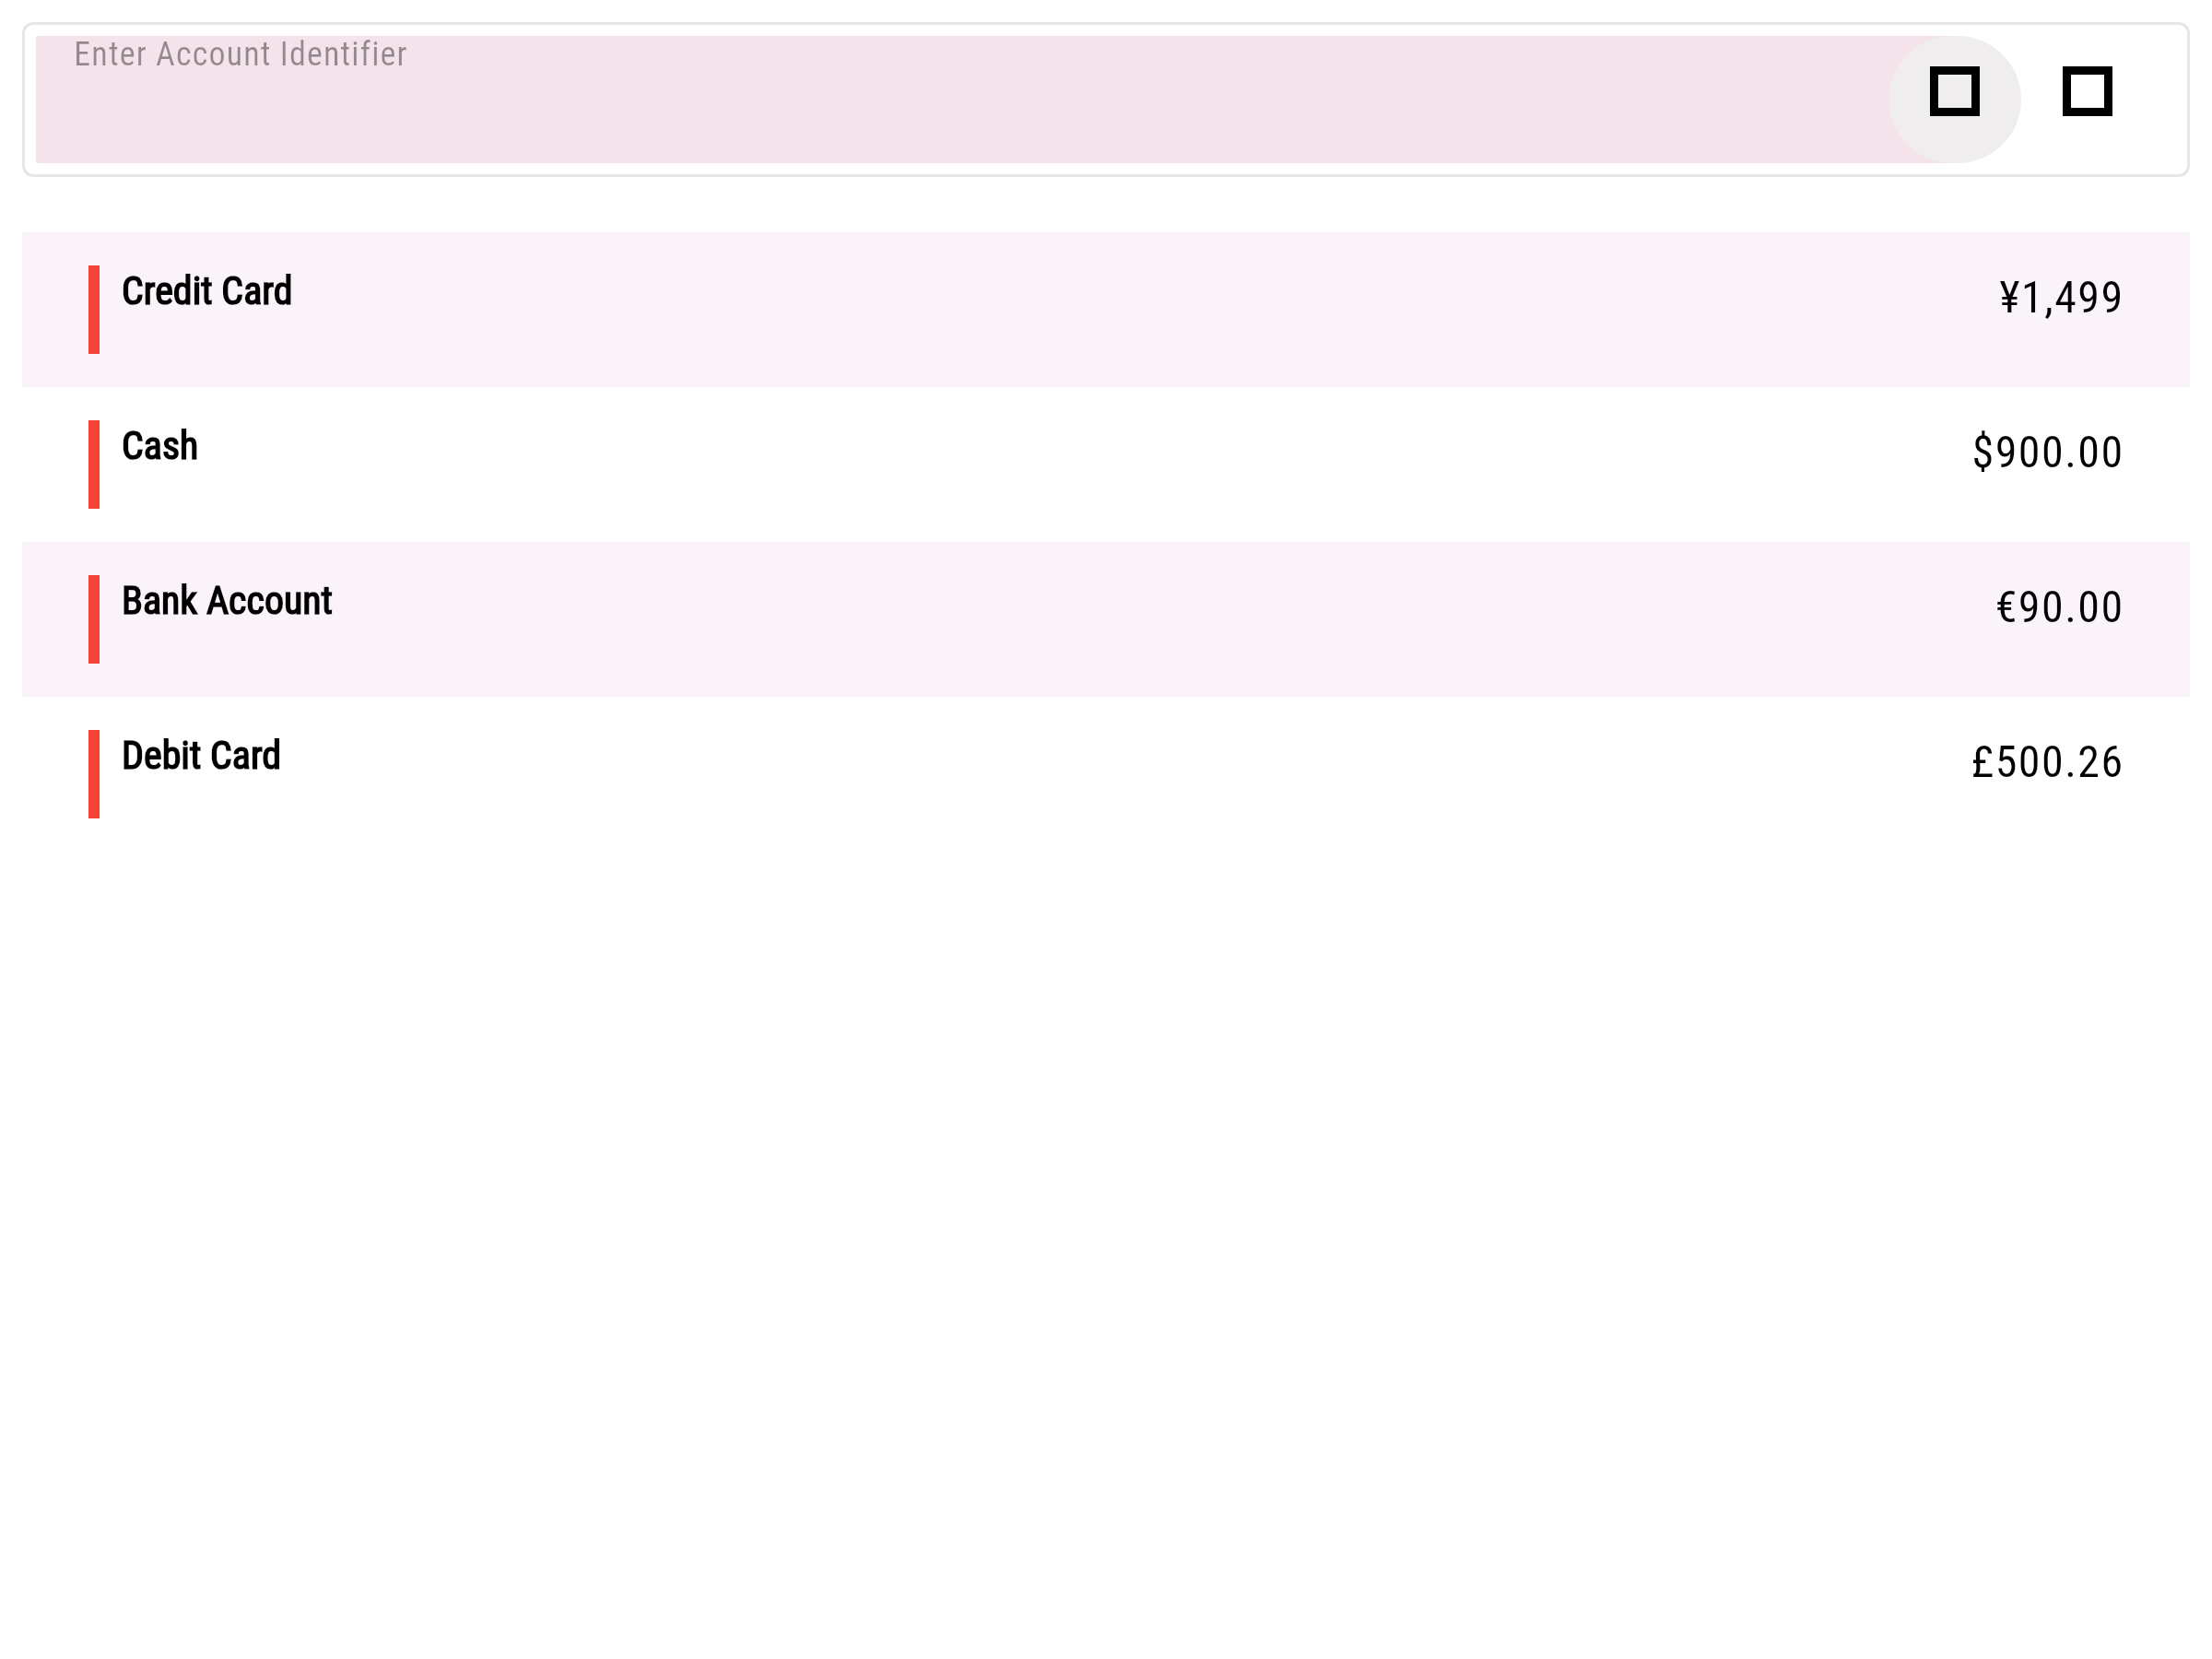 Enter Account Identifier
Credit Card ¥1,499
Cash $900.00
Bank Account €90.00
Debit Card £500.26